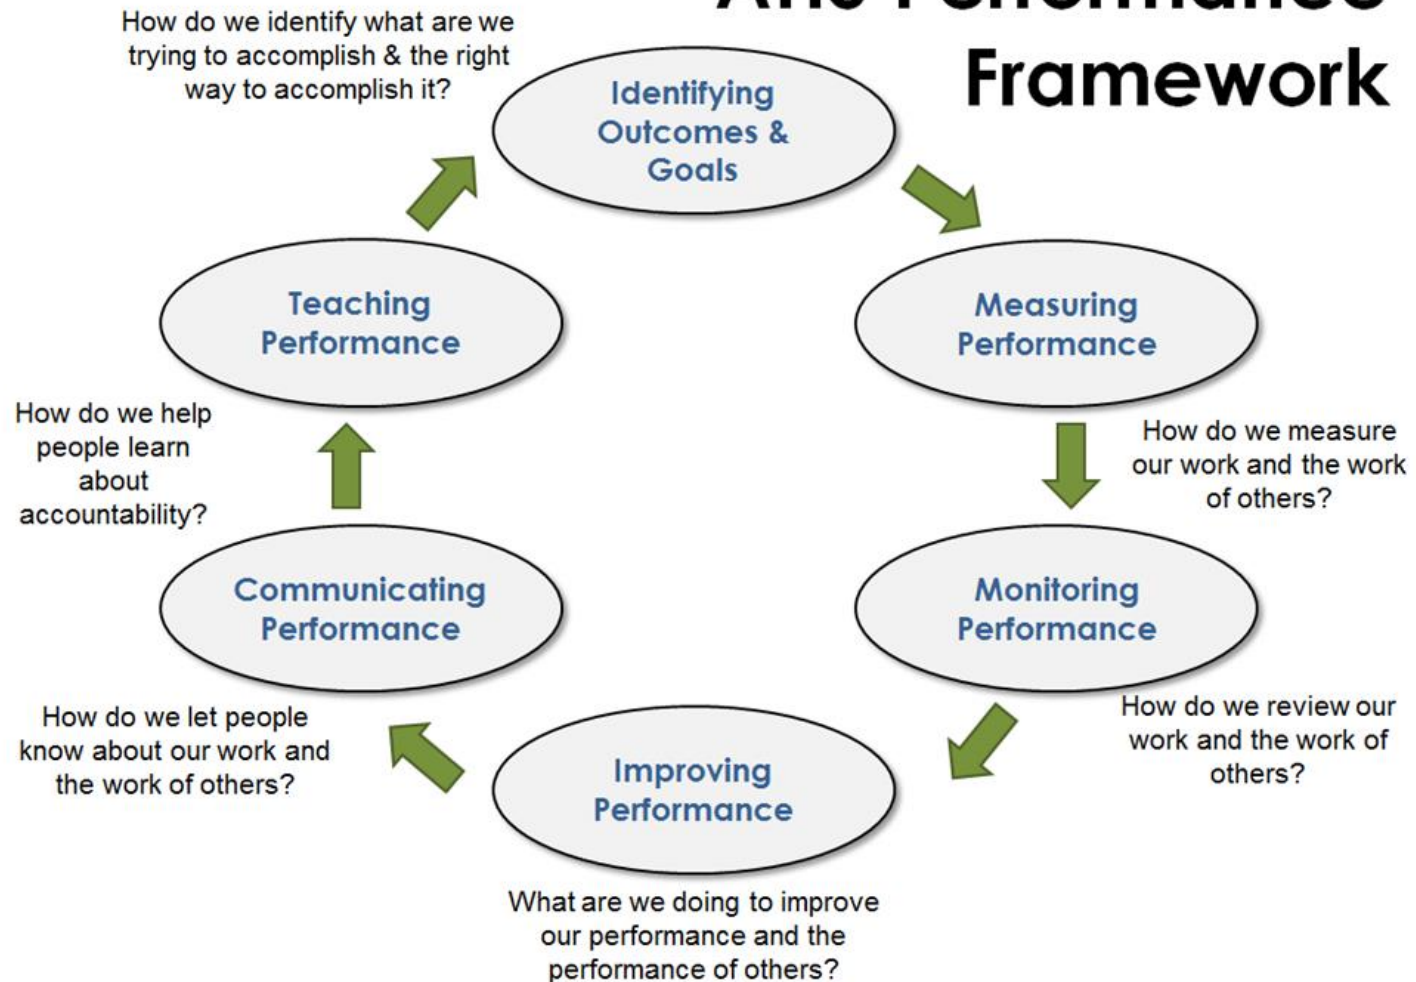 Performance
Framework
How do we identify what are we
trying to accomplish & the right
way to accomplish it?
Identifying
Outcomes &
Goals
Teaching
Performance
Measuring
Performance
How do we help
people learn
about
accountability?
How do we measure
our work and the work
of others?
Communicating
Performance
Monitoring
Performance
How do we let people
know about our work and
the work of others?
How do we review our
work and the work of
others?
Improving
Performance
What are we doing to improve
our performance and the
performance of others?